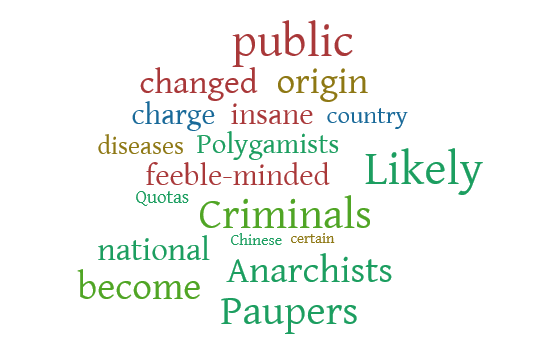 public
changed origin
charge insane country
diseases Polygamists
feeble-minded Likely
Quotas
Criminals
national Chinese certain
become Anarchists
Paupers